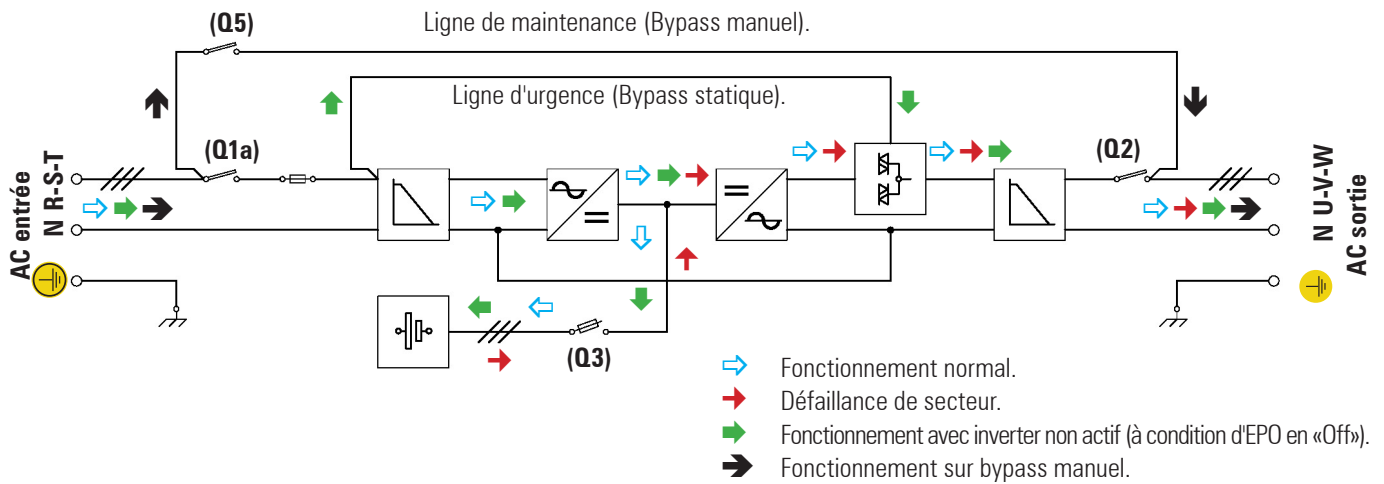 (Q5)
Ligne de maintenance (Bypass manuel).
Ligne d'urgence (Bypass statique).
(Q1a)
(Q2)
AC entrée
N R-S-T
N U-V-W
AC sortie
(Q3)
Fonctionnement normal.
Défaillance de secteur.
Fonctionnement avec inverter non actif (à condition d'EPO en «Off»).
Fonctionnement sur bypass manuel.